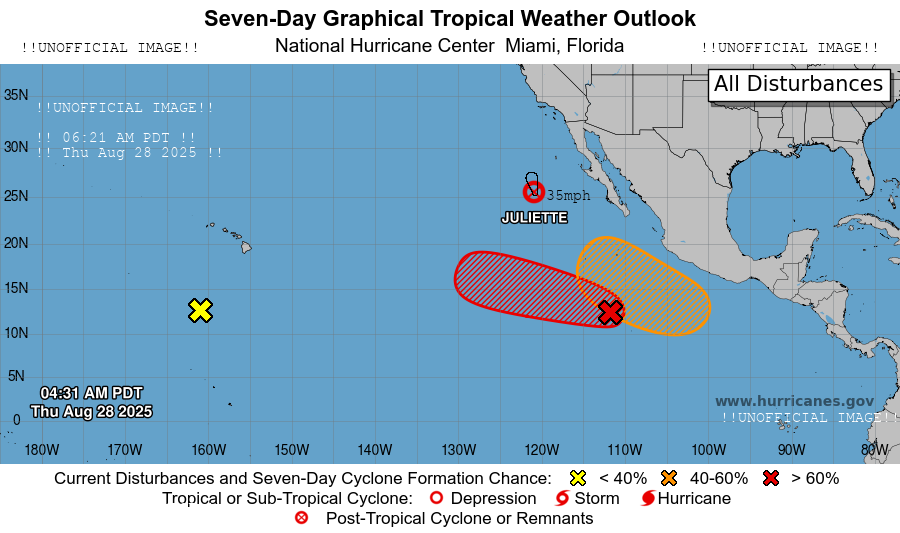 Seven-Day Graphical Tropical Weather Outlook
!!UNOFFICIAL IMAGE!!
National Hurricane Center Miami, Florida
!!UNOFFICIAL IMAGE!!
All Disturbances
35N
!!UNOFFICIAL IMAGE!!
!! 06:21 AM PDT !!
30N
!! Thu Aug 28 2025 !!
25N
35mph
JULIETTE
20N
15N
10N
5N
04:31 AM PDT
Thu Aug 28 2025
www.hurricanes.gov
!!UNOFFICIAL IMAGE!!
0
180W 170W 160W 150W 140W 130W 120W 110W 100W 90W 80W
Current Disturbances and Seven-Day Cyclone Formation Chance: < 40% 40-60% > 60%
Tropical or Sub-Tropical Cyclone: Depression Storm Hurricane
Post-Tropical Cyclone or Remnants